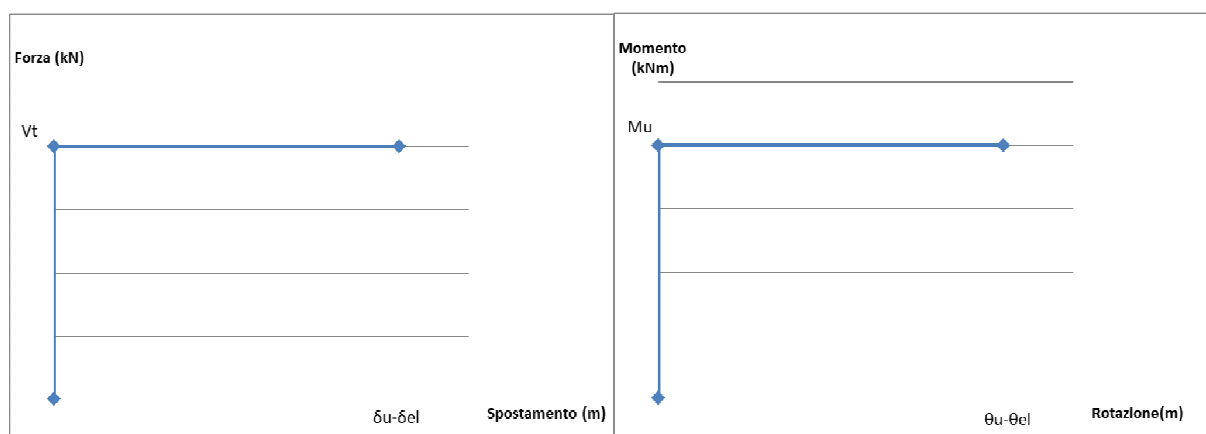 Forza (kN)
Vt
δu-δel
Spostamento (m)
Momento
(kNm)
Mu
θu-θel
Rotazione(m)